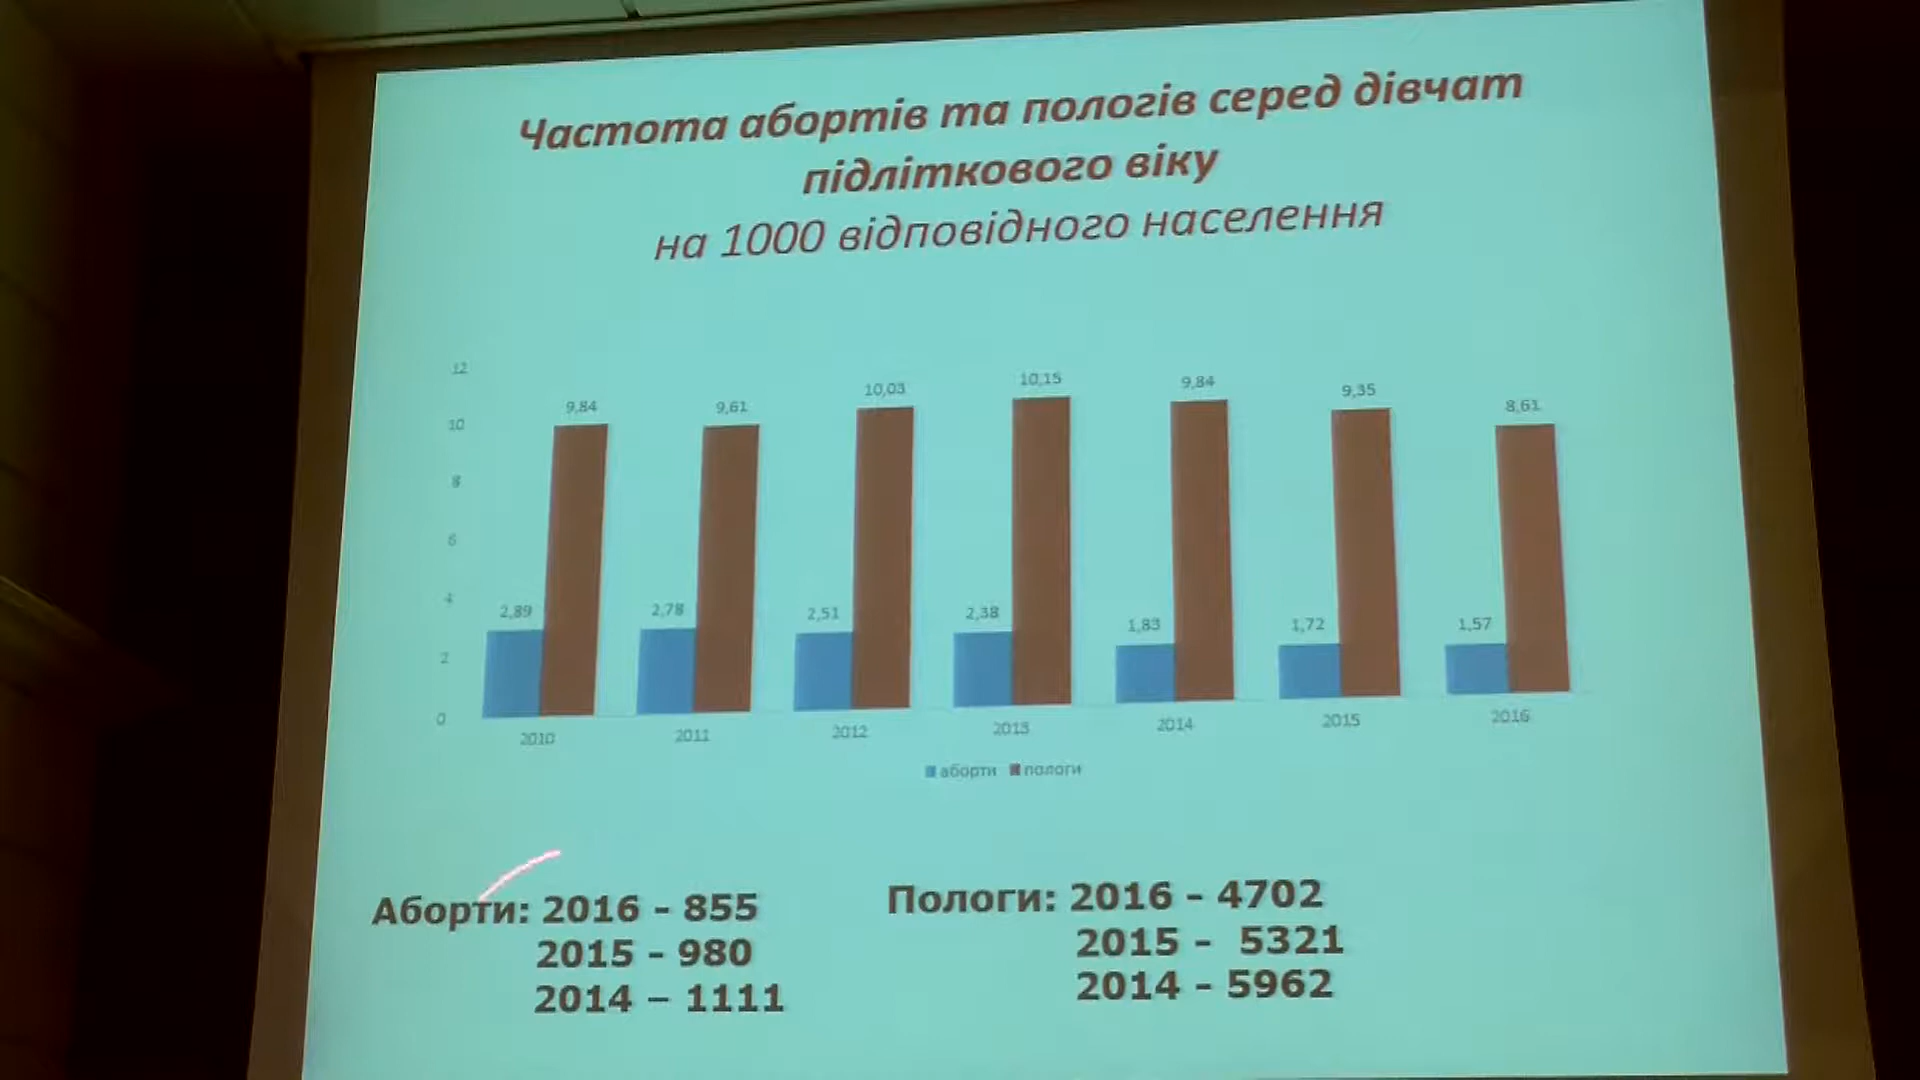 Частота абортів та пологів серед дівчат
підліткового віку
на 1000 відповідного населення
12
10
8
6
4
2
0
2,89 9,84
2,78 9,61
2,51 10,03
2,38 10,15
1,83 9,84
1,72 9,35
1,57 8,61
2010 2011 2012 2013 2014 2015 2016
аборти пологи
Аборти: 2016 - 855
2015 - 980
2014 – 1111
Пологи: 2016 - 4702
2015 - 5321
2014 - 5962